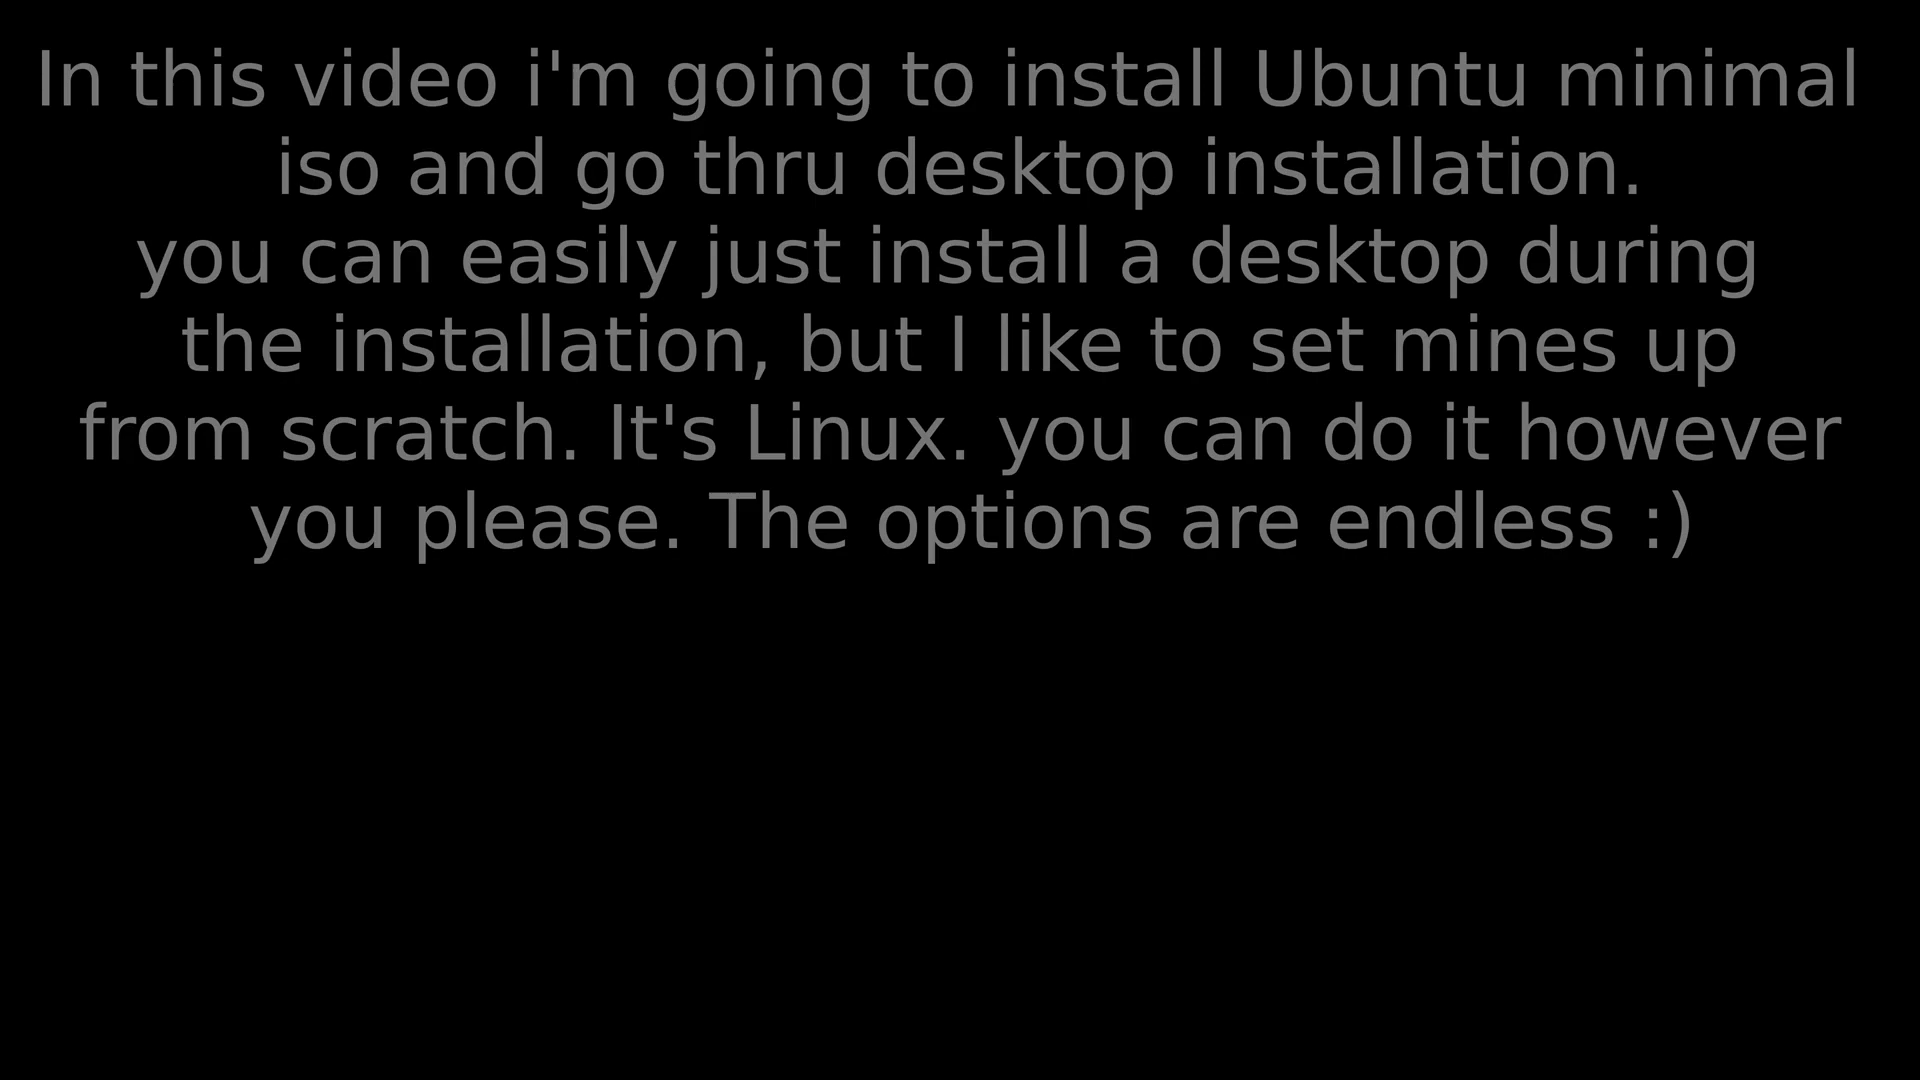 In this video i'm going to install Ubuntu minimal
iso and go thru desktop installation.
you can easily just install a desktop during
the installation, but I like to set mines up
from scratch. It's Linux. you can do it however
you please. The options are endless :)